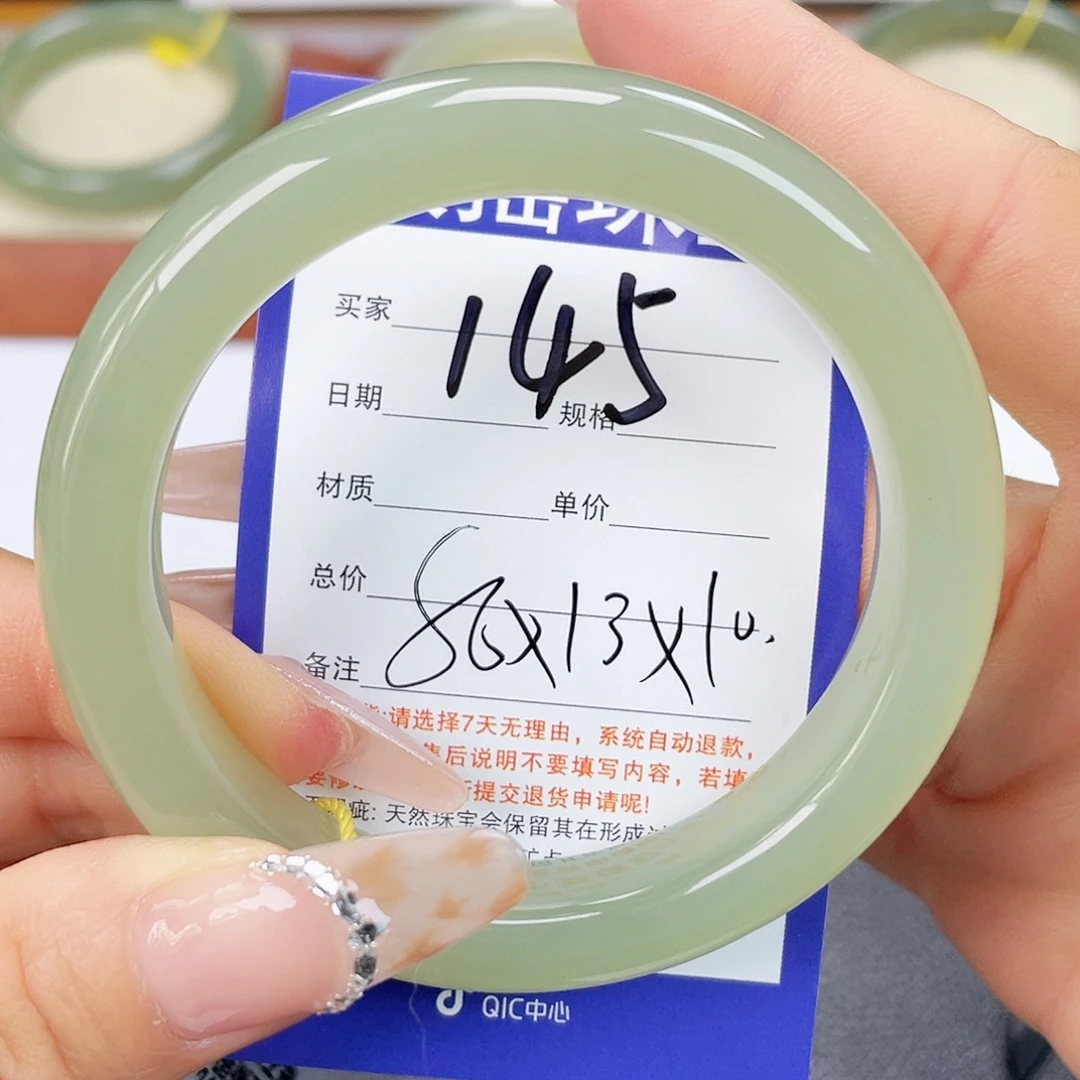 买家 145
日期 规格
材质 单价
总价
备注 86x13x10.
请选择7天无理由，系统自动退款，
售后说明不要填写内容，若填
提交退货申请呢!
疵: 天然珠宝会保留其在形成
QIC中心